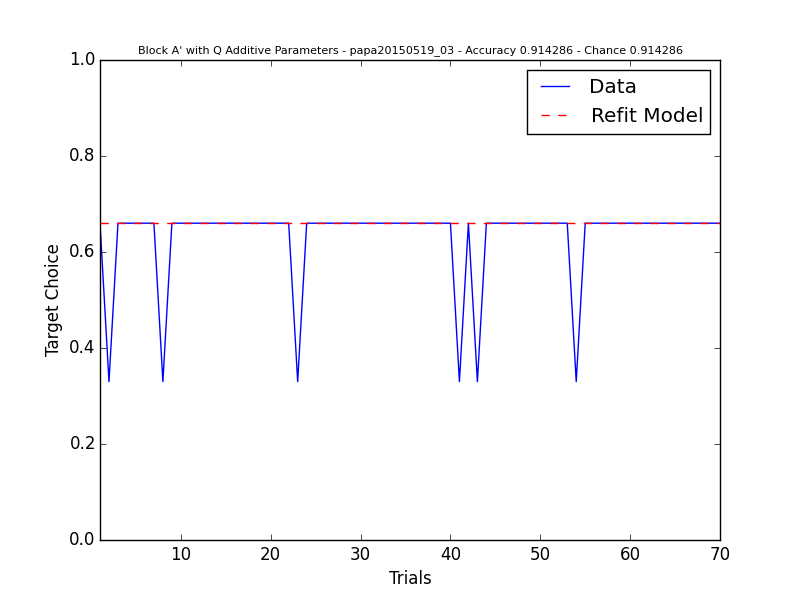 Block A' with Q Additive Parameters - papa20150519_03 - Accuracy 0.914286 - Chance 0.914286
1.0
Data
Refit Model
0.8
0.6
Target Choice
0.4
0.2
0.0
10 20 30 40 50 60 70
Trials